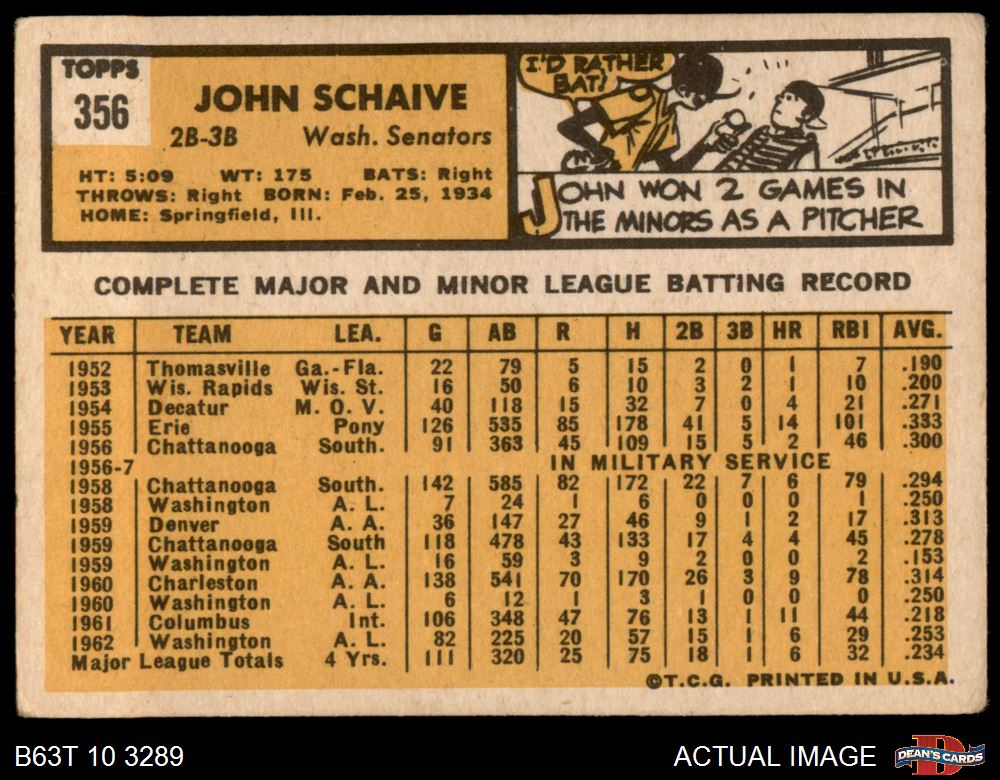 TOPPS
356
JOHN SCHAIVE
2B-3B Wash. Senators
HT: 5:09 WT: 175 BATS: Right
THROWS: Right BORN: Feb. 25, 1934
HOME: Springfield, Ill.
I'D RATHER
BAT!
JOHN WON 2 GAMES IN
THE MINORS AS A PITCHER
COMPLETE MAJOR AND MINOR LEAGUE BATTING RECORD
YEAR TEAM LEA. G AB R H 2B 3B HR RBI AVG.
1952 Thomasville Ga.-Fla. 22 79 5 15 2 0 1 7 .190
1953 Wis. Rapids Wis. St. 16 50 6 10 3 2 1 10 .200
1954 Decatur M. O. V. 40 118 15 32 7 0 4 21 .271
1955 Erie Pony 126 535 85 178 41 5 14 101 .333
1956 Chattanooga South. 91 363 45 109 15 5 2 46 .300
1956-7 IN MILITARY SERVICE
1958 Chattanooga South. 142 585 82 172 22 7 6 79 .294
1958 Washington A. L. 7 24 1 6 0 0 0 1 .250
1959 Denver A. A. 36 147 27 46 9 1 2 17 .313
1959 Chattanooga South 118 478 43 133 17 4 4 45 .278
1959 Washington A. L. 16 59 3 9 2 0 0 2 .153
1960 Charleston A. A. 138 541 70 170 26 3 9 78 .314
1960 Washington A. L. 6 12 1 3 1 0 0 0 .250
1961 Columbus Int. 106 348 47 76 13 1 11 44 .218
1962 Washington A. L. 82 225 20 57 15 1 6 29 .253
Major League Totals 4 Yrs. 111 320 25 75 18 1 6 32 .234
©T.C.G. PRINTED IN U.S.A.
B63T 10 3289 ACTUAL IMAGE DEAN'S CARDS